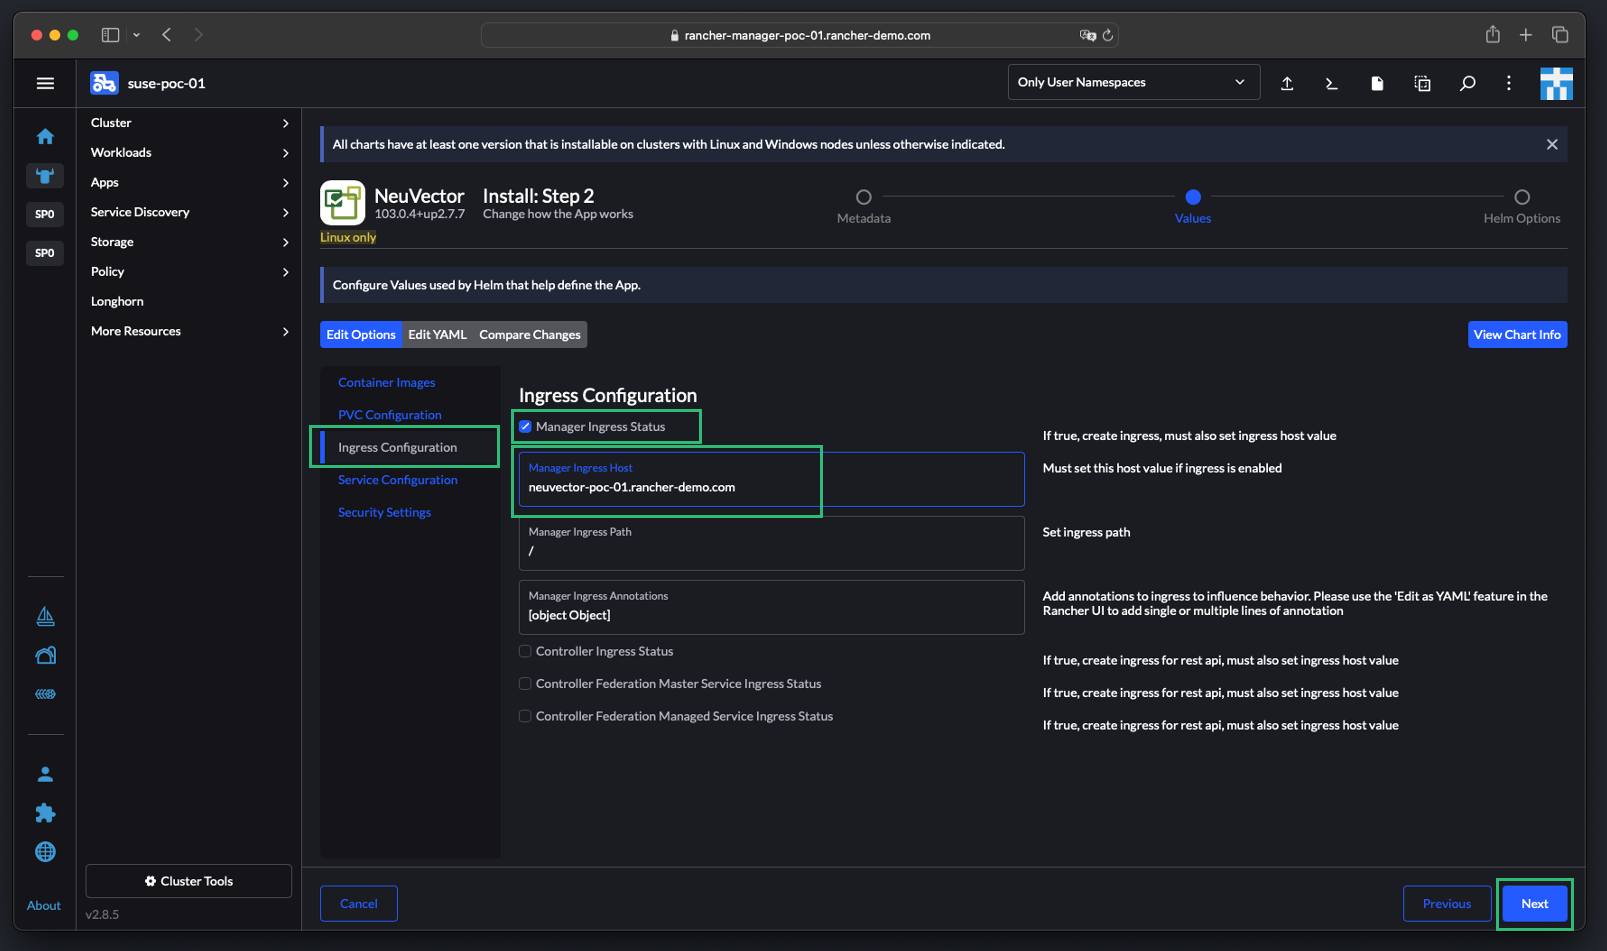 rancher-manager-poc-01.rancher-demo.com
suse-poc-01
Only User Namespaces
Cluster
Workloads
Apps
Service Discovery
Storage
Policy
Longhorn
More Resources
SP0
SP0
About
Cluster Tools
v2.8.5
All charts have at least one version that is installable on clusters with Linux and Windows nodes unless otherwise indicated.
NeuVector
103.0.4+up2.7.7
Linux only
Install: Step 2
Change how the App works
Metadata
Values
Helm Options
Configure Values used by Helm that help define the App.
Edit Options
Edit YAML
Compare Changes
View Chart Info
Container Images
PVC Configuration
Ingress Configuration
Service Configuration
Security Settings
Ingress Configuration
Manager Ingress Status
If true, create ingress, must also set ingress host value
Manager Ingress Host
neuvector-poc-01.rancher-demo.com
Must set this host value if ingress is enabled
Manager Ingress Path
/
Set ingress path
Manager Ingress Annotations
[object Object]
Add annotations to ingress to influence behavior. Please use the 'Edit as YAML' feature in the
Rancher UI to add single or multiple lines of annotation
Controller Ingress Status
If true, create ingress for rest api, must also set ingress host value
Controller Federation Master Service Ingress Status
If true, create ingress for rest api, must also set ingress host value
Controller Federation Managed Service Ingress Status
If true, create ingress for rest api, must also set ingress host value
Cancel
Previous
Next